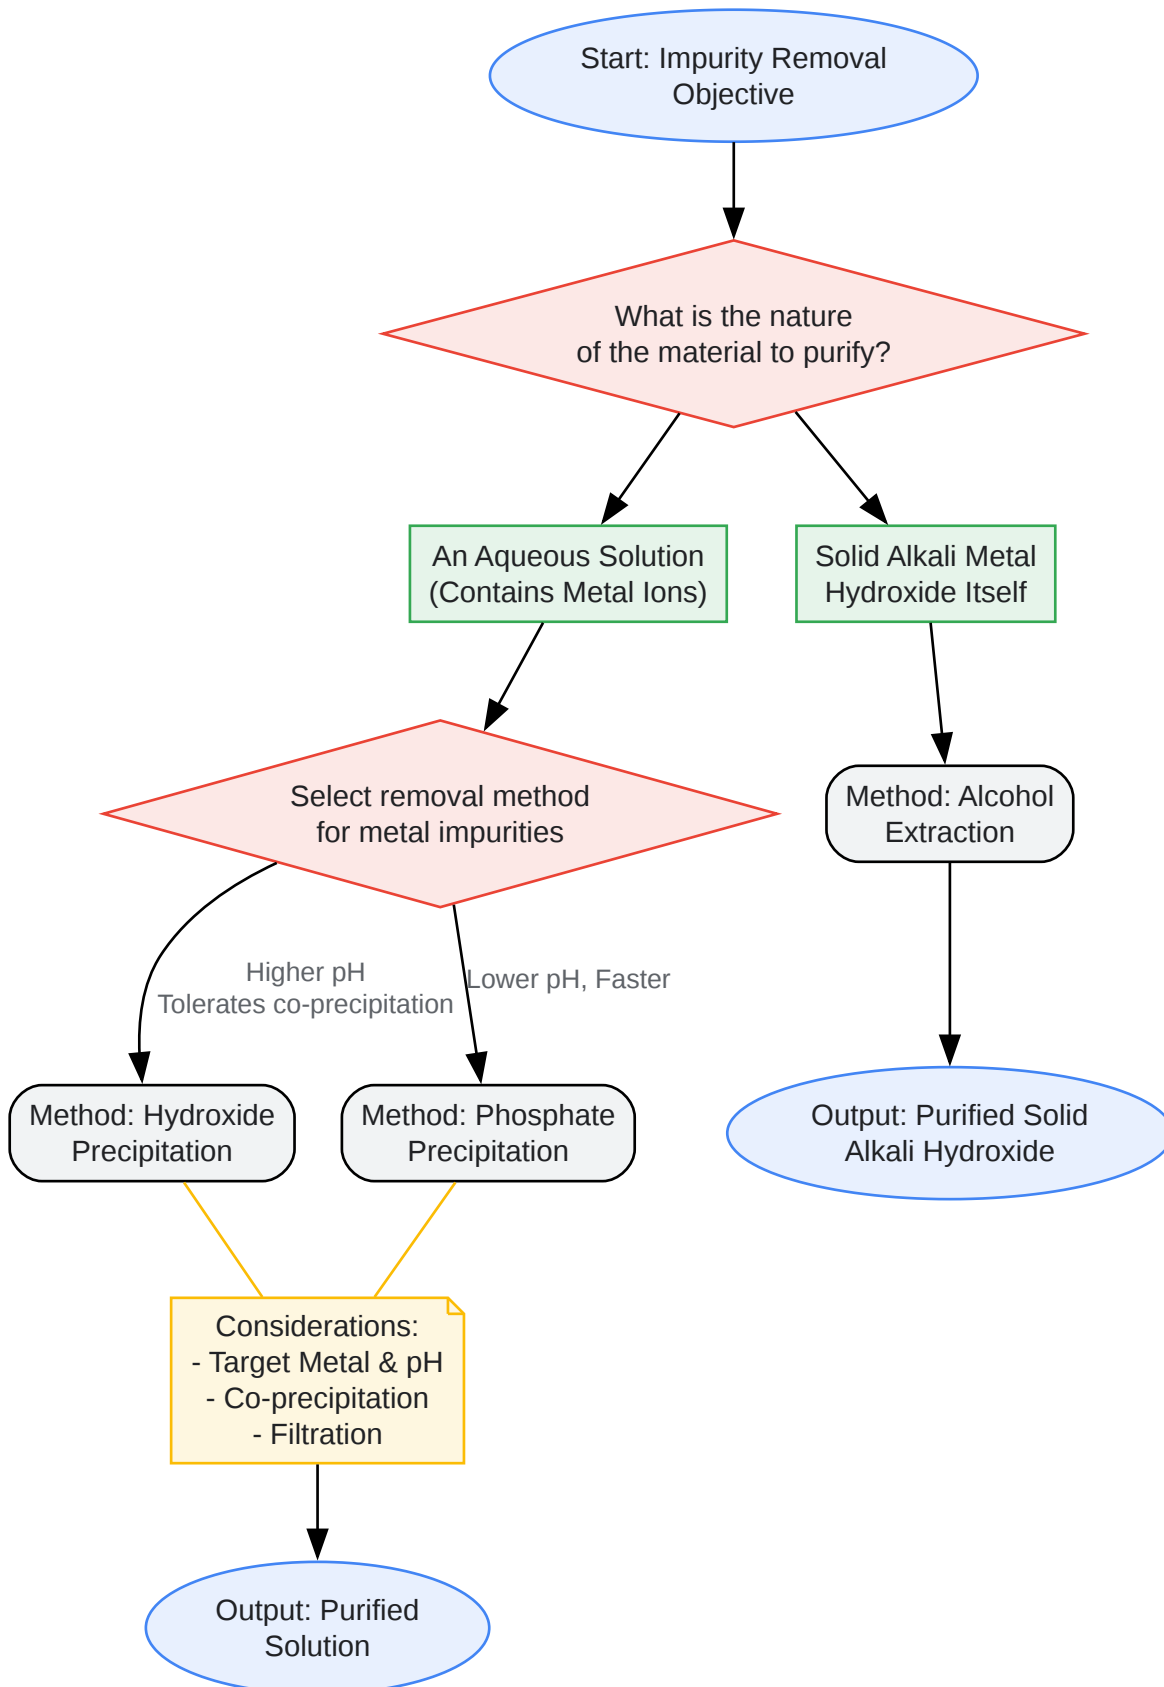 Start: Impurity Removal
Objective
What is the nature
of the material to purify?
An Aqueous Solution
(Contains Metal Ions)
Solid Alkali Metal
Hydroxide Itself
Select removal method
for metal impurities
Method: Alcohol
Extraction
Higher pH
Tolerates co-precipitation
Lower pH, Faster
Method: Hydroxide
Precipitation
Method: Phosphate
Precipitation
Output: Purified Solid
Alkali Hydroxide
Considerations:
- Target Metal & pH
- Co-precipitation
- Filtration
Output: Purified
Solution